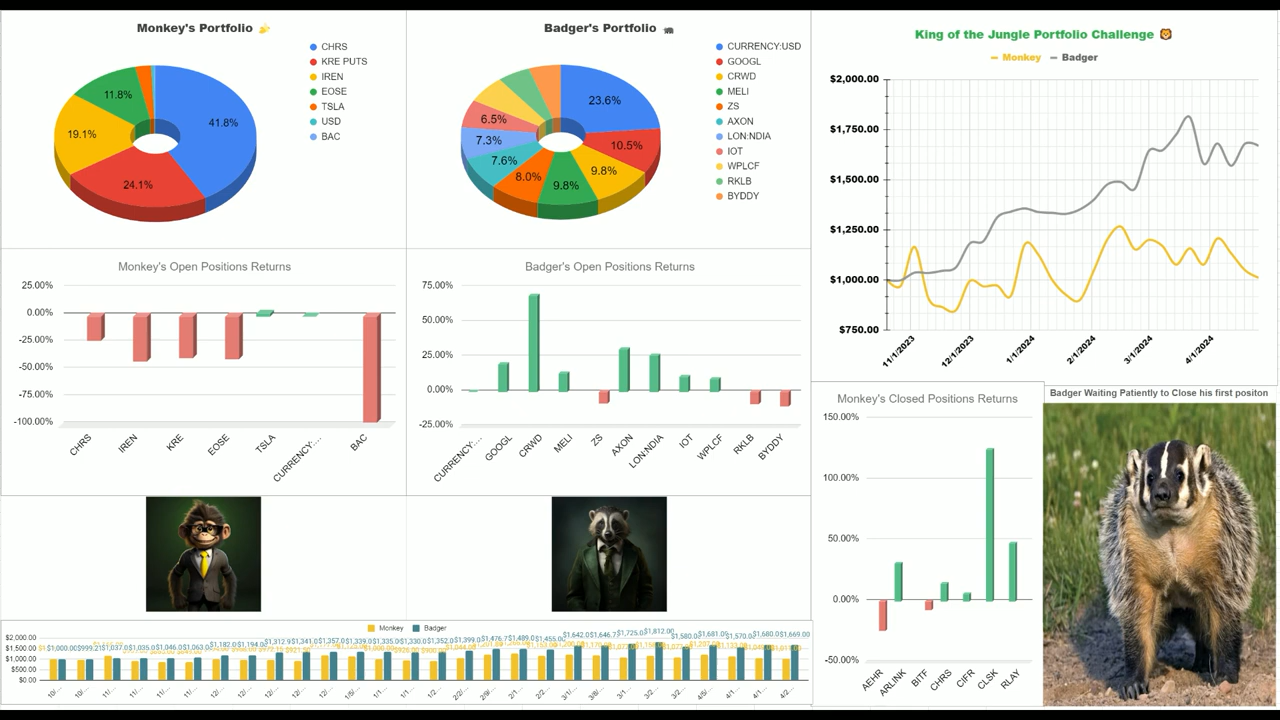 Monkey's Portfolio 🍌
CHRS
KRE PUTS
IREN
EOSE
TSLA
USD
BAC
41.8%
24.1%
19.1%
11.8%
Badger's Portfolio 🦡
CURRENCY:USD
GOOGL
CRWD
MELI
ZS
AXON
LON:NDIA
IOT
WPLCF
RKLB
BYDDY
23.6%
10.5%
9.8%
9.8%
8.0%
7.6%
7.3%
6.5%
King of the Jungle Portfolio Challenge 🦁
Monkey Badger
$2,000.00
$1,750.00
$1,500.00
$1,250.00
$1,000.00
$750.00
11/1/2023 12/1/2023 1/1/2024 2/1/2024 3/1/2024 4/1/2024
Monkey's Open Positions Returns
25.00%
0.00%
-25.00%
-50.00%
-75.00%
-100.00%
CHRS IREN KRE EOSE TSLA CURRENCY:... BAC
Badger's Open Positions Returns
75.00%
50.00%
25.00%
0.00%
-25.00%
CURRENCY:... GOOGL CRWD MELI ZS AXON LON:NDIA IOT WPLCF RKLB BYDDY
Monkey's Closed Positions Returns
150.00%
100.00%
50.00%
0.00%
-50.00%
AEHR ARLINK BITF CHRS CIFR CLSK RLAY
Badger Waiting Patiently to Close his first positon
Monkey Badger
$2,000.00
$1,500.00
$1,000.00
$500.00
$0.00